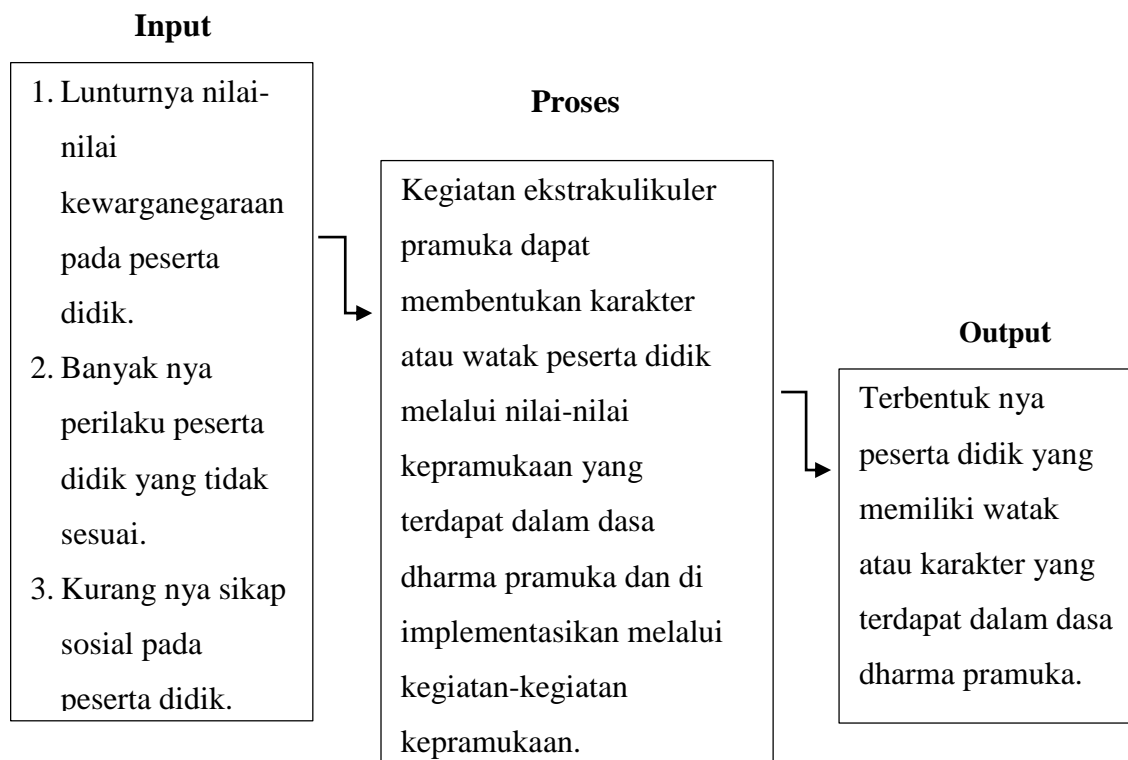 Input
1. Lunturnya nilai-
nilai
kewarganegaraan
pada peserta
didik.
2. Banyak nya
perilaku peserta
didik yang tidak
sesuai.
3. Kurang nya sikap
sosial pada
peserta didik.
Proses
Kegiatan ekstrakulikuler
pramuka dapat
membentukan karakter
atau watak peserta didik
melalui nilai-nilai
kepramukaan yang
terdapat dalam dasa
dharma pramuka dan di
implementasikan melalui
kegiatan-kegiatan
kepramukaan.
Output
Terbentuk nya
peserta didik yang
memiliki watak
atau karakter yang
terdapat dalam dasa
dharma pramuka.